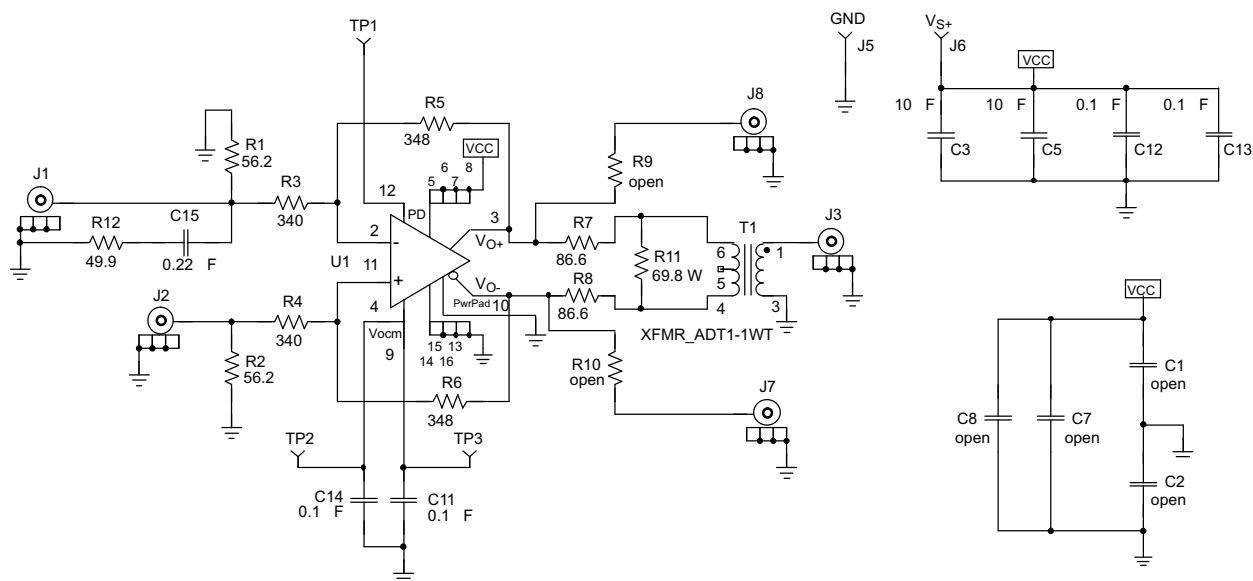 TP1
GND
J5
VS+
J6
VCC
10 F
C3
10 F
C5
0.1 F
C12
0.1 F
C13
R5
348
J8
R1
56.2
VCC
6 8
5 7
R9
open
J1
R3
340
12
PD
3
R12
49.9
C15
0.22 F
2
-
U1
11
+
VO+
R7
86.6
R11
69.8 W
T1
6
5
4
1
3
J3
J2
R4
340
4
VO-
PwrPad
10
R8
86.6
XFMR_ADT1-1WT
Vocm
9
15 13
14 16
R2
56.2
R6
348
R10
open
J7
VCC
C1
open
C8
open
C7
open
C2
open
TP2
TP3
C14
0.1 F
C11
0.1 F